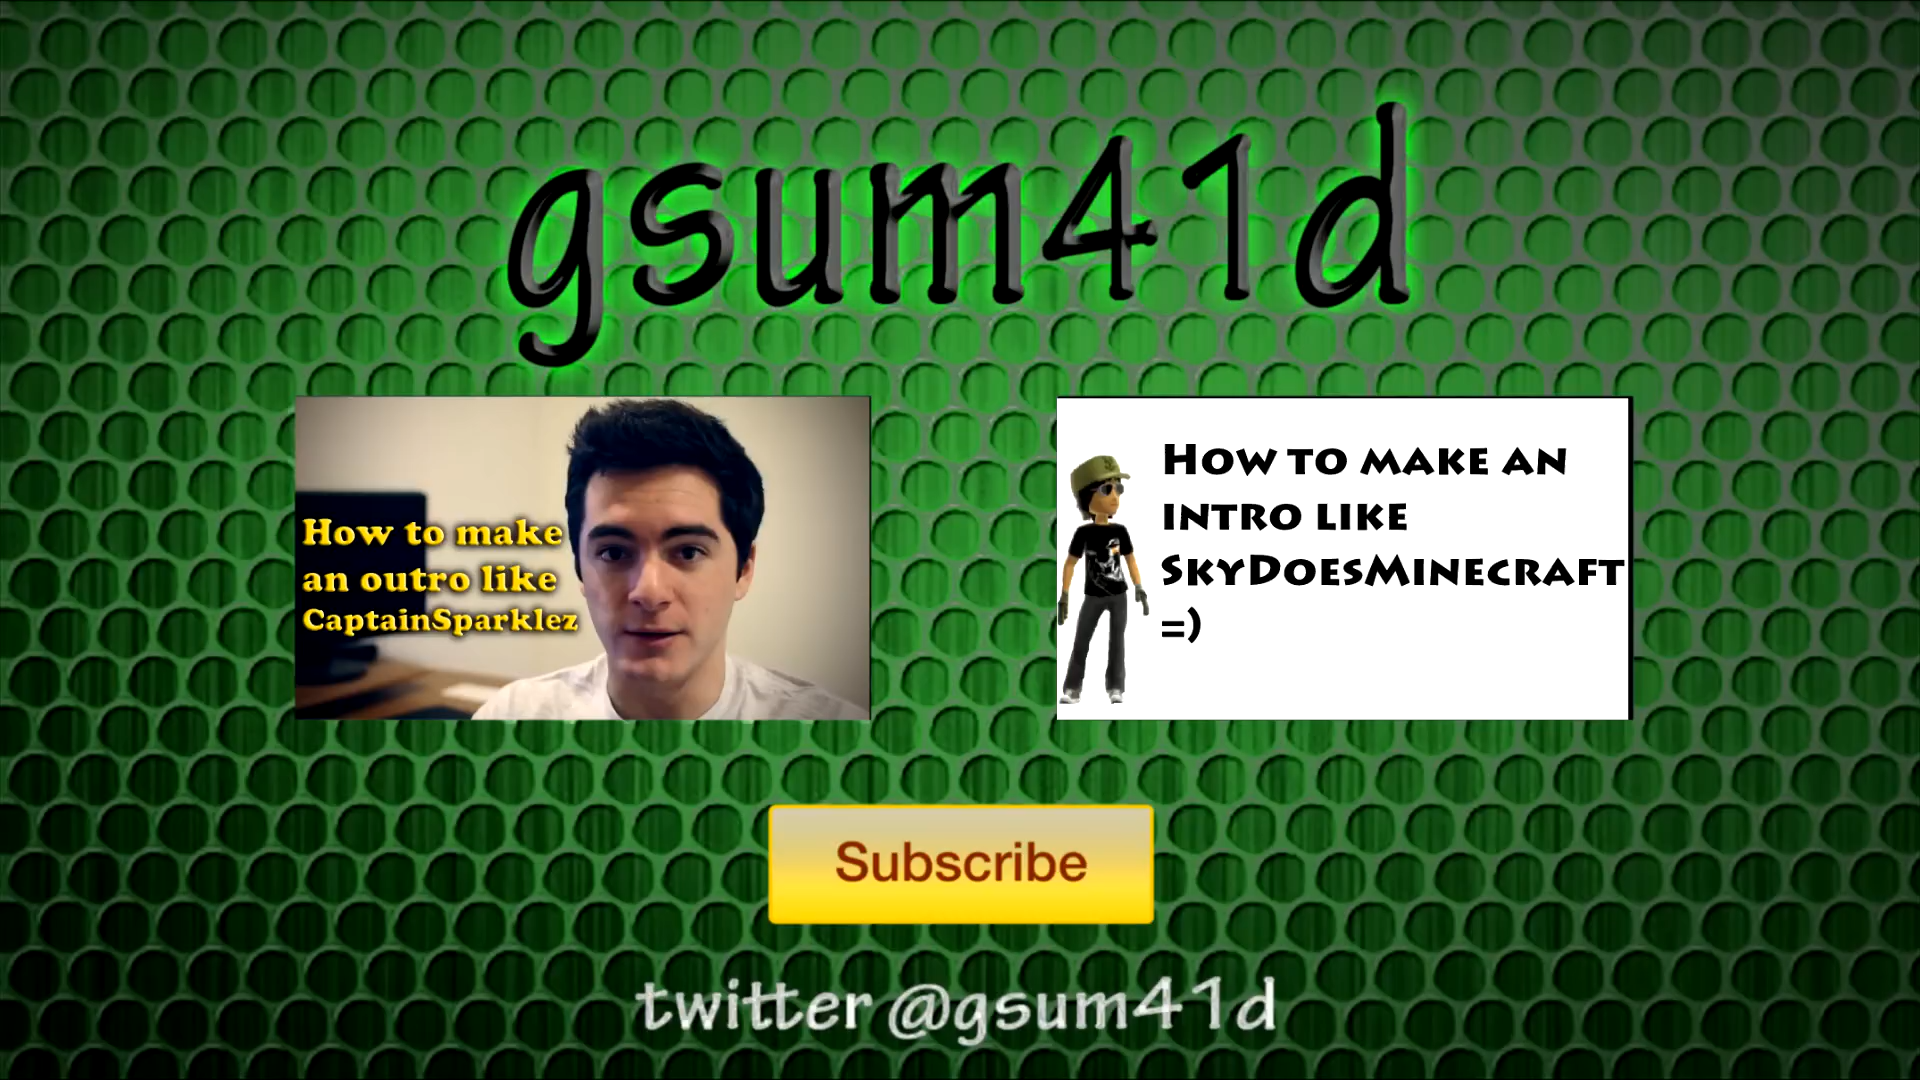 gsum41d
How to make
an outro like
CaptainSparklez
How to make an
intro like
SkyDoesMinecraft
=)
Subscribe
twitter @gsum41d